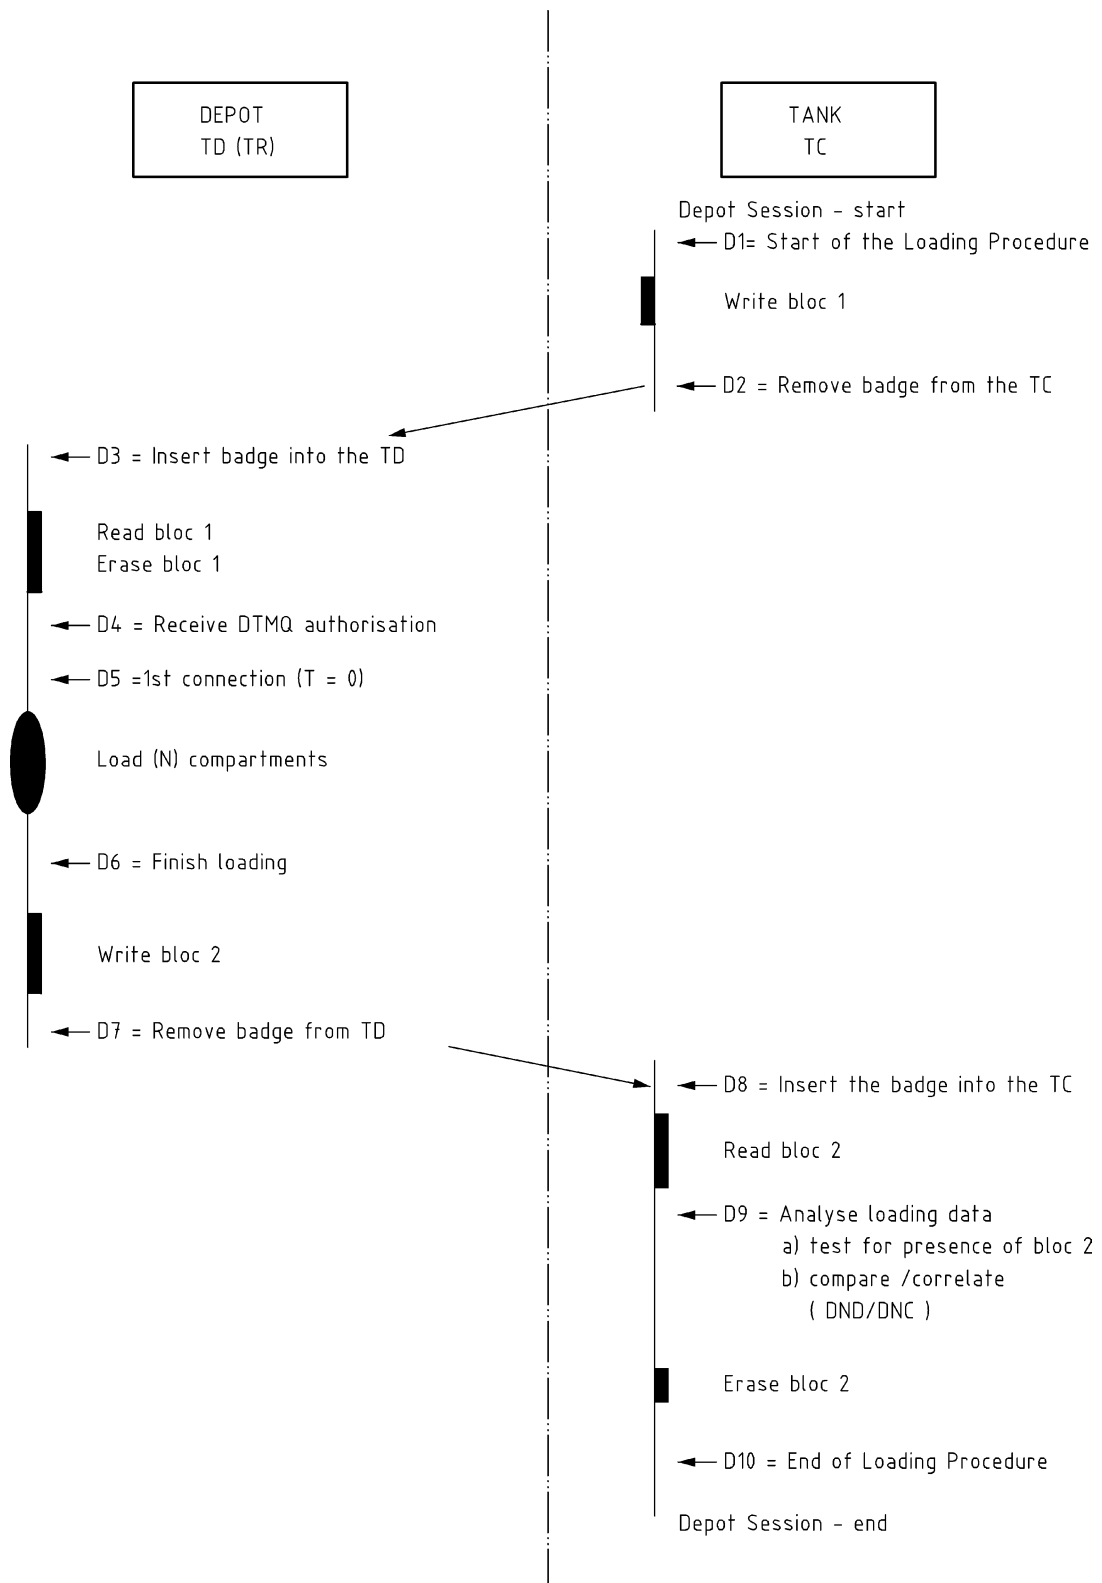 DEPOT
TD (TR)
TANK
TC
Depot Session - start
D1= Start of the Loading Procedure
Write bloc 1
D2 = Remove badge from the TC
D3 = Insert badge into the TD
Read bloc 1
Erase bloc 1
D4 = Receive DTMQ authorisation
D5 =1st connection (T = 0)
Load (N) compartments
D6 = Finish loading
Write bloc 2
D7 = Remove badge from TD
D8 = Insert the badge into the TC
Read bloc 2
D9 = Analyse loading data
a) test for presence of bloc 2
b) compare /correlate
( DND/DNC )
Erase bloc 2
D10 = End of Loading Procedure
Depot Session - end